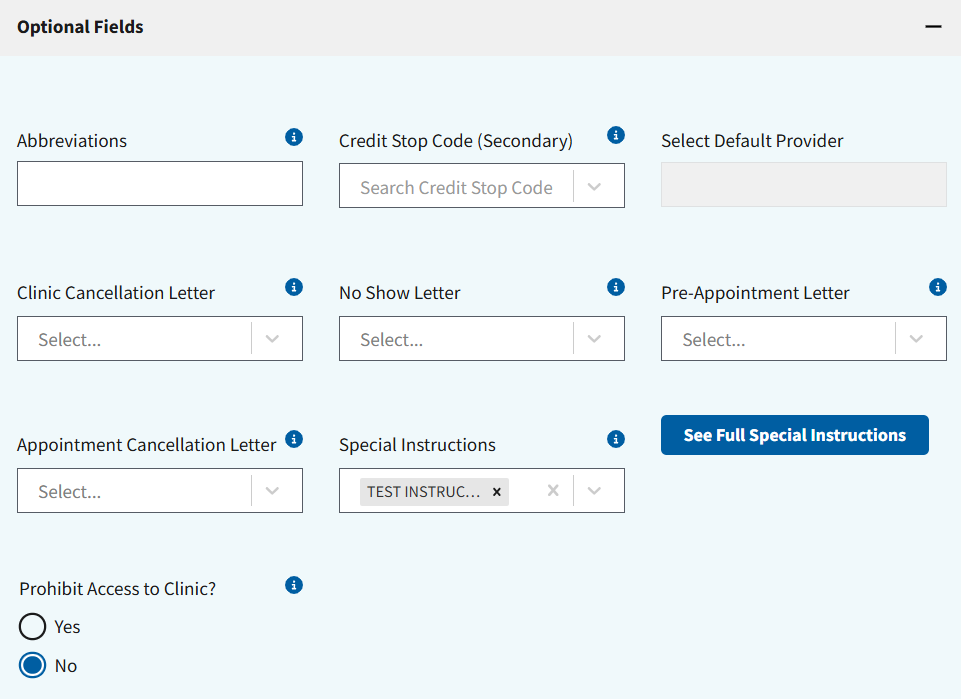 Optional Fields
Abbreviations
Credit Stop Code (Secondary)
Select Default Provider
Search Credit Stop Code
Clinic Cancellation Letter
No Show Letter
Pre-Appointment Letter
Select...
Select...
Select...
Appointment Cancellation Letter
Special Instructions
See Full Special Instructions
Select...
TEST INSTRUC...
Prohibit Access to Clinic?
Yes
No